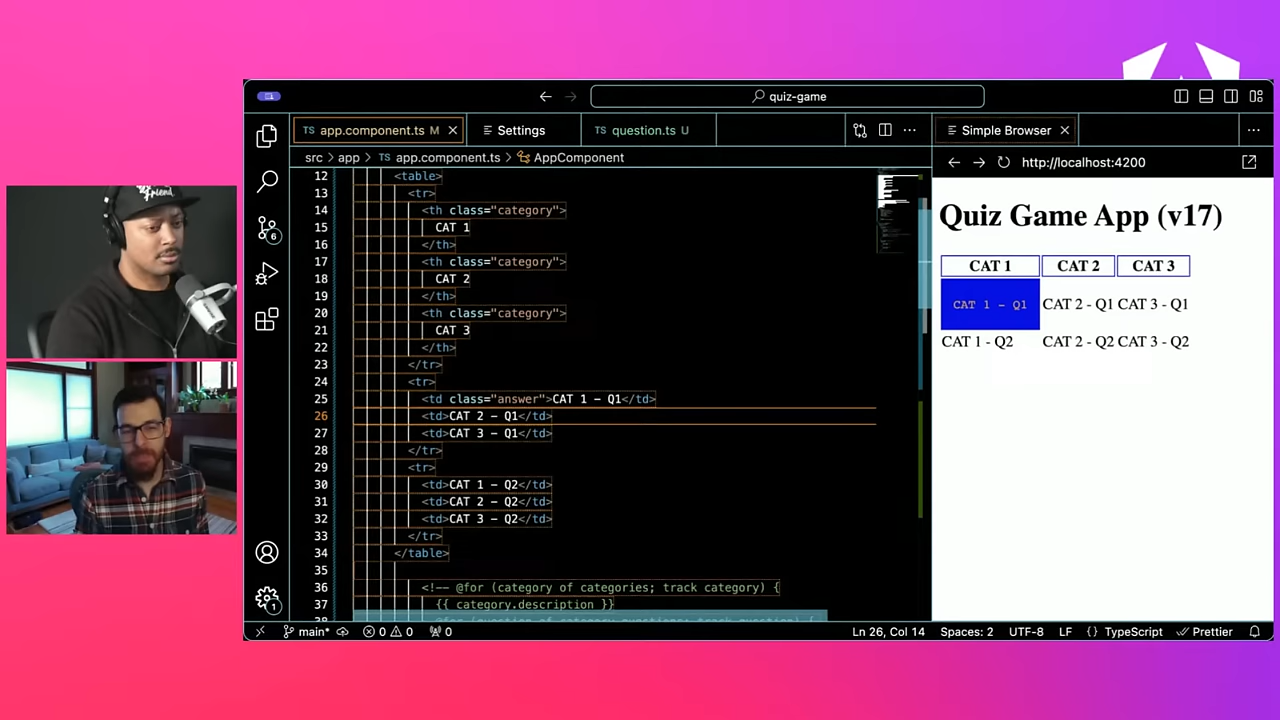 quiz-game
TS app.component.ts M
Settings
TS question.ts U
Simple Browser
src > app > TS app.component.ts > AppComponent
http://localhost:4200
12 <table>
13 <tr>
14 <th class="category">
15 CAT 1
16 </th>
17 <th class="category">
18 CAT 2
19 </th>
20 <th class="category">
21 CAT 3
22 </th>
23 </tr>
24 <tr>
25 <td class="answer">CAT 1 - Q1</td>
26 <td>CAT 2 - Q1</td>
27 <td>CAT 3 - Q1</td>
28 </tr>
29 <tr>
30 <td>CAT 1 - Q2</td>
31 <td>CAT 2 - Q2</td>
32 <td>CAT 3 - Q2</td>
33 </tr>
34 </table>
35
36 <!-- @for (category of categories; track category) {
37 {{ category.description }}
Quiz Game App (v17)
CAT 1 CAT 2 CAT 3
CAT 1 - Q1 CAT 2 - Q1 CAT 3 - Q1
CAT 1 - Q2 CAT 2 - Q2 CAT 3 - Q2
6
1
friend
main* 0 0 0 Ln 26, Col 14 Spaces: 2 UTF-8 LF {} TypeScript Prettier